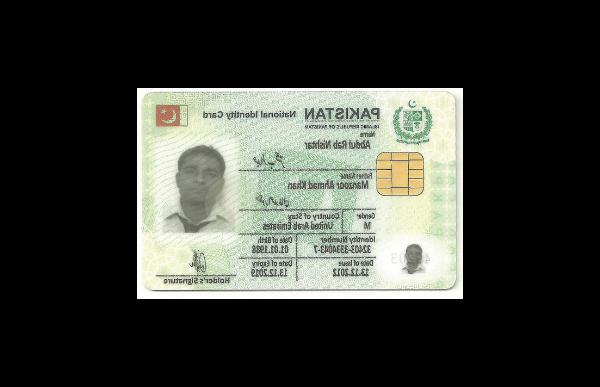 PAKISTAN National Identity Card
ISLAMIC REPUBLIC OF PAKISTAN
Name
Abdul Rab Nishtar
Father Name
Manzoor Ahmad Khan
Gender Country of Stay
M United Arab Emirates
Identity Number Date of Birth
32403-3334043-7 01.01.1988
Date of Issue Date of Expiry
13.12.2012 13.12.2019
Holder's Signature